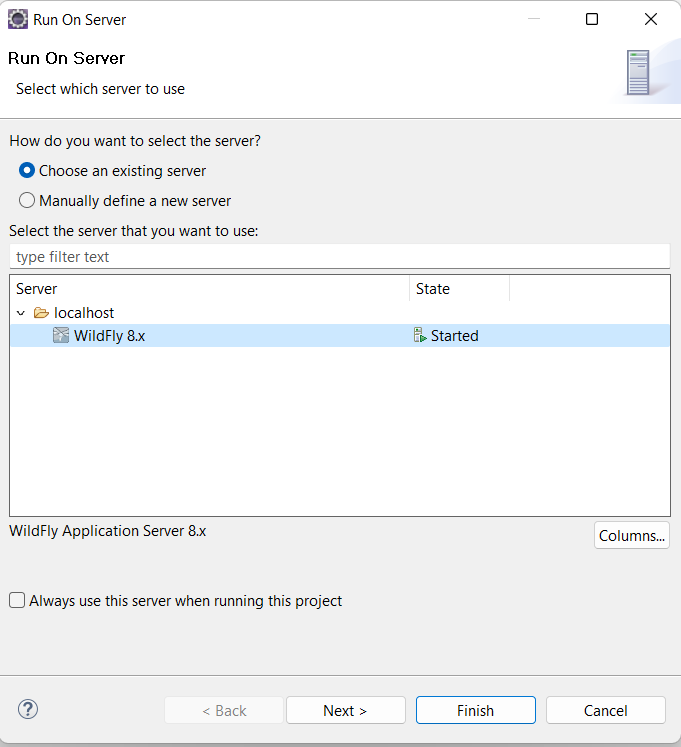 Run On Server
Run On Server
Select which server to use
How do you want to select the server?
Choose an existing server
Manually define a new server
Select the server that you want to use:
type filter text
Server State
localhost
WildFly 8.x Started
WildFly Application Server 8.x
Columns...
Always use this server when running this project
? < Back Next > Finish Cancel